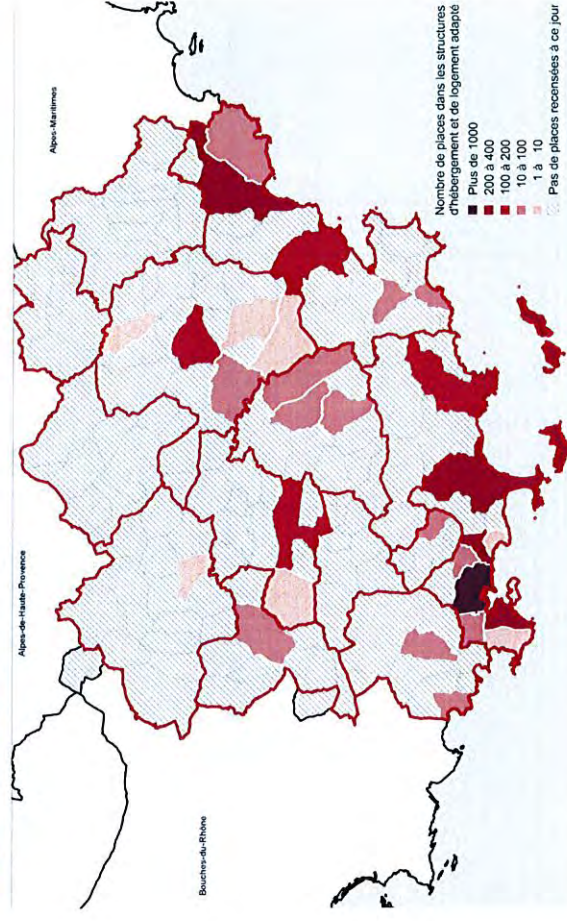 Alpes-de-Haute-Provence
Alpes-Maritimes
Bouches-du-Rhône
Nombre de places dans les structures
d'hébergement et de logement adapté
Plus de 1000
200 à 400
100 à 200
10 à 100
1 à 10
Pas de places recensées à ce jour